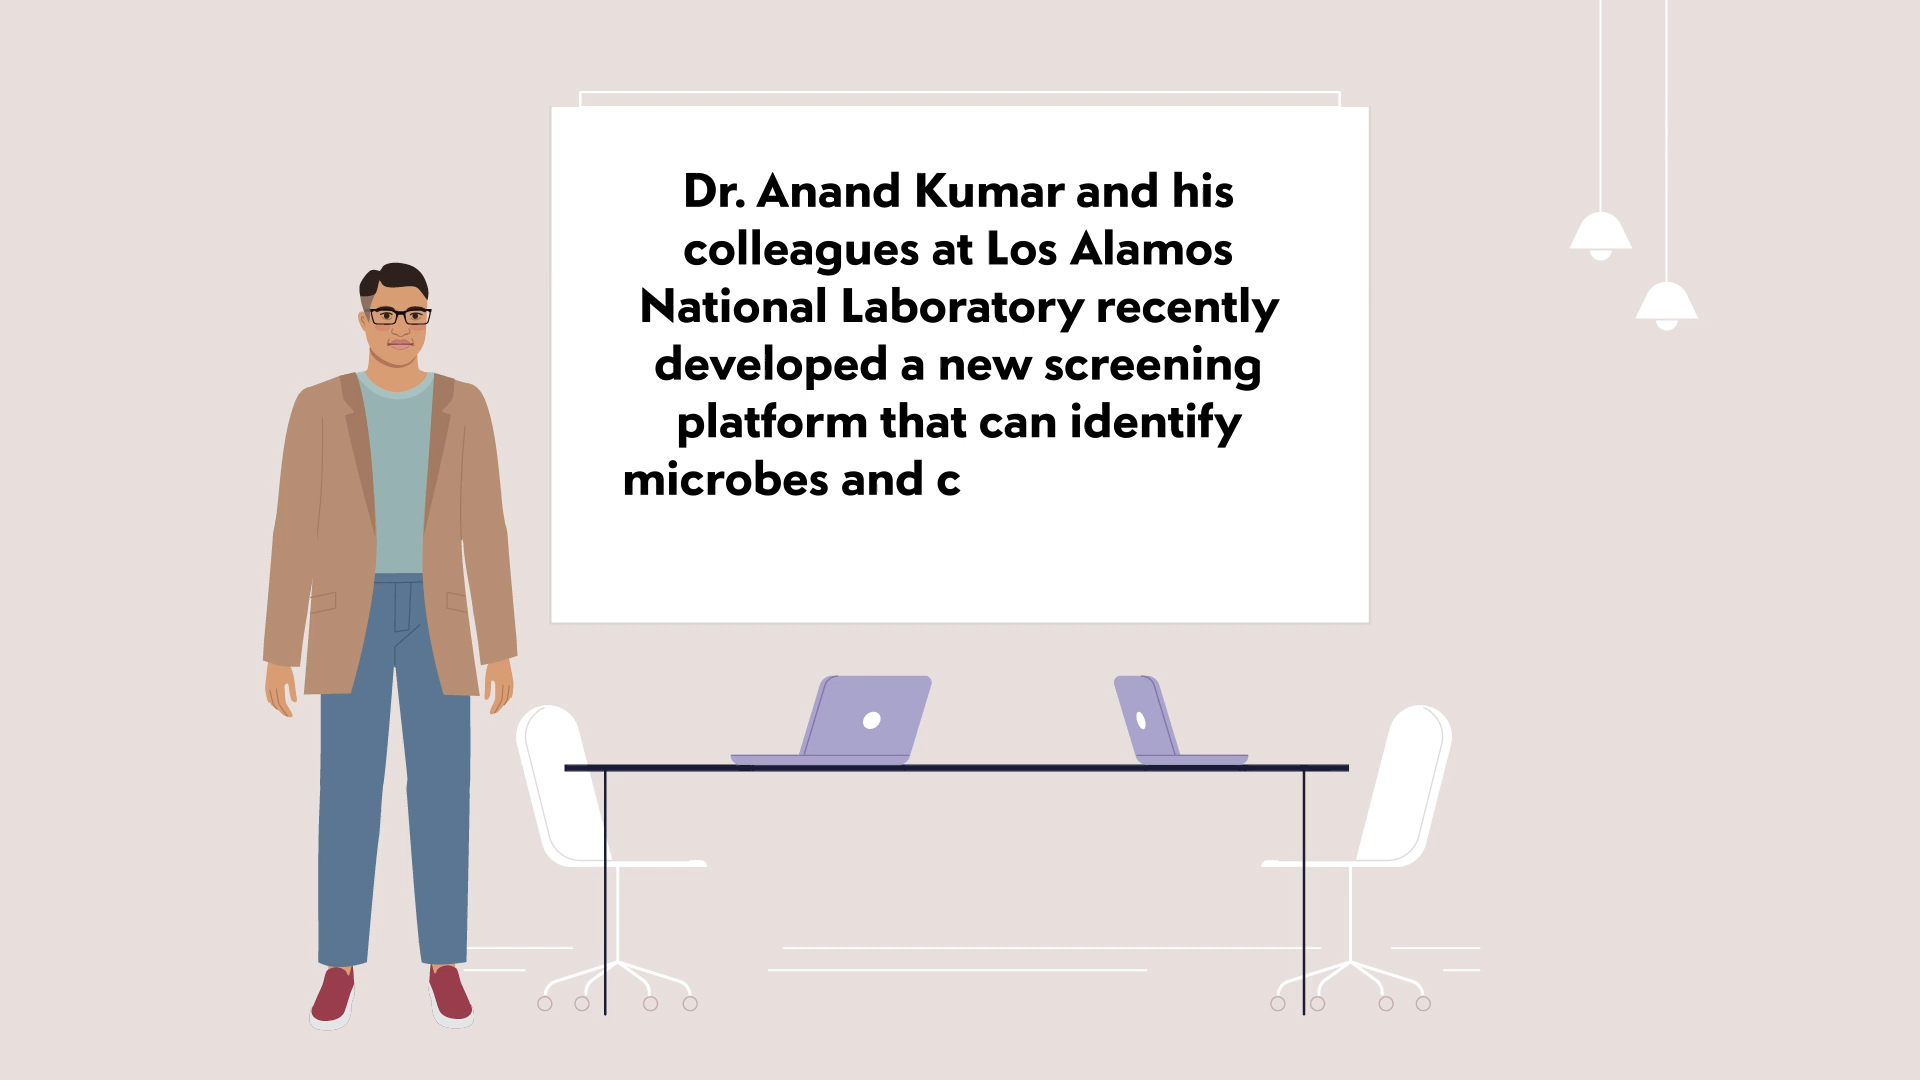 Dr. Anand Kumar and his
colleagues at Los Alamos
National Laboratory recently
developed a new screening
platform that can identify
microbes and c